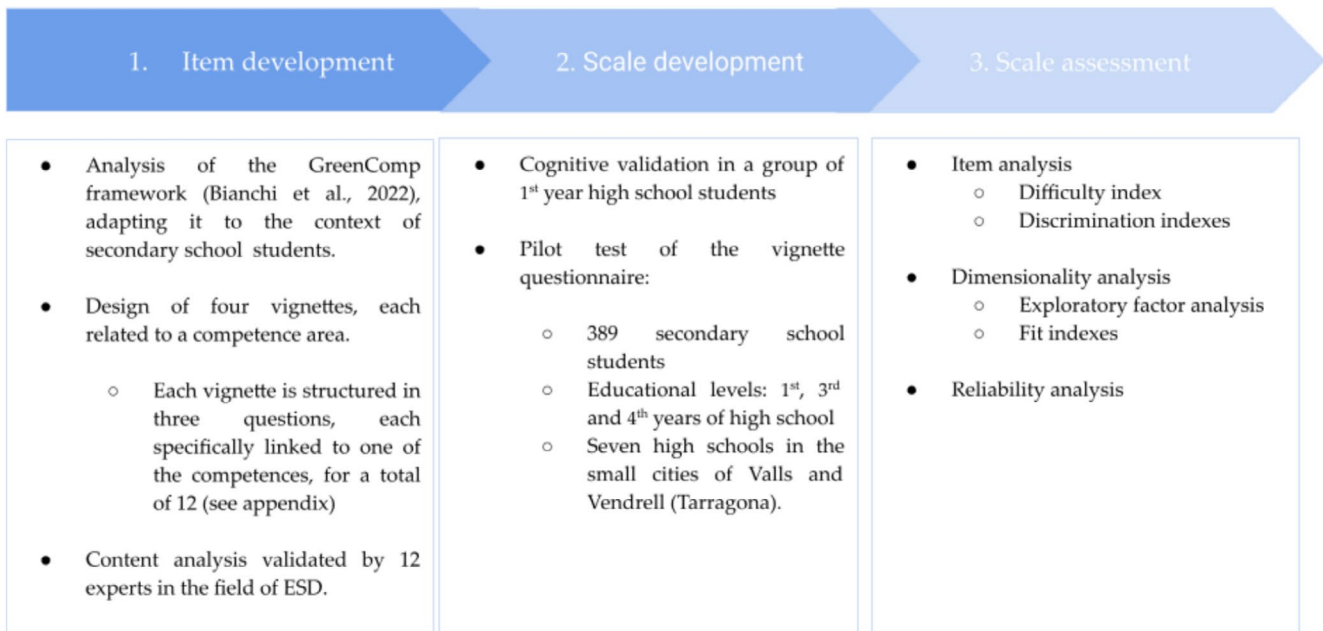 1. Item development
2. Scale development
3. Scale assessment
● Analysis of the GreenComp
framework (Bianchi et al., 2022),
adapting it to the context of
secondary school students.
● Design of four vignettes, each
related to a competence area.
○ Each vignette is structured in
three questions, each
specifically linked to one of
the competences, for a total
of 12 (see appendix)
● Content analysis validated by 12
experts in the field of ESD.
● Cognitive validation in a group of
1st year high school students
● Pilot test of the vignette
questionnaire:
○ 389 secondary school
students
○ Educational levels: 1st, 3rd
and 4th years of high school
○ Seven high schools in the
small cities of Valls and
Vendrell (Tarragona).
● Item analysis
○ Difficulty index
○ Discrimination indexes
● Dimensionality analysis
○ Exploratory factor analysis
○ Fit indexes
● Reliability analysis